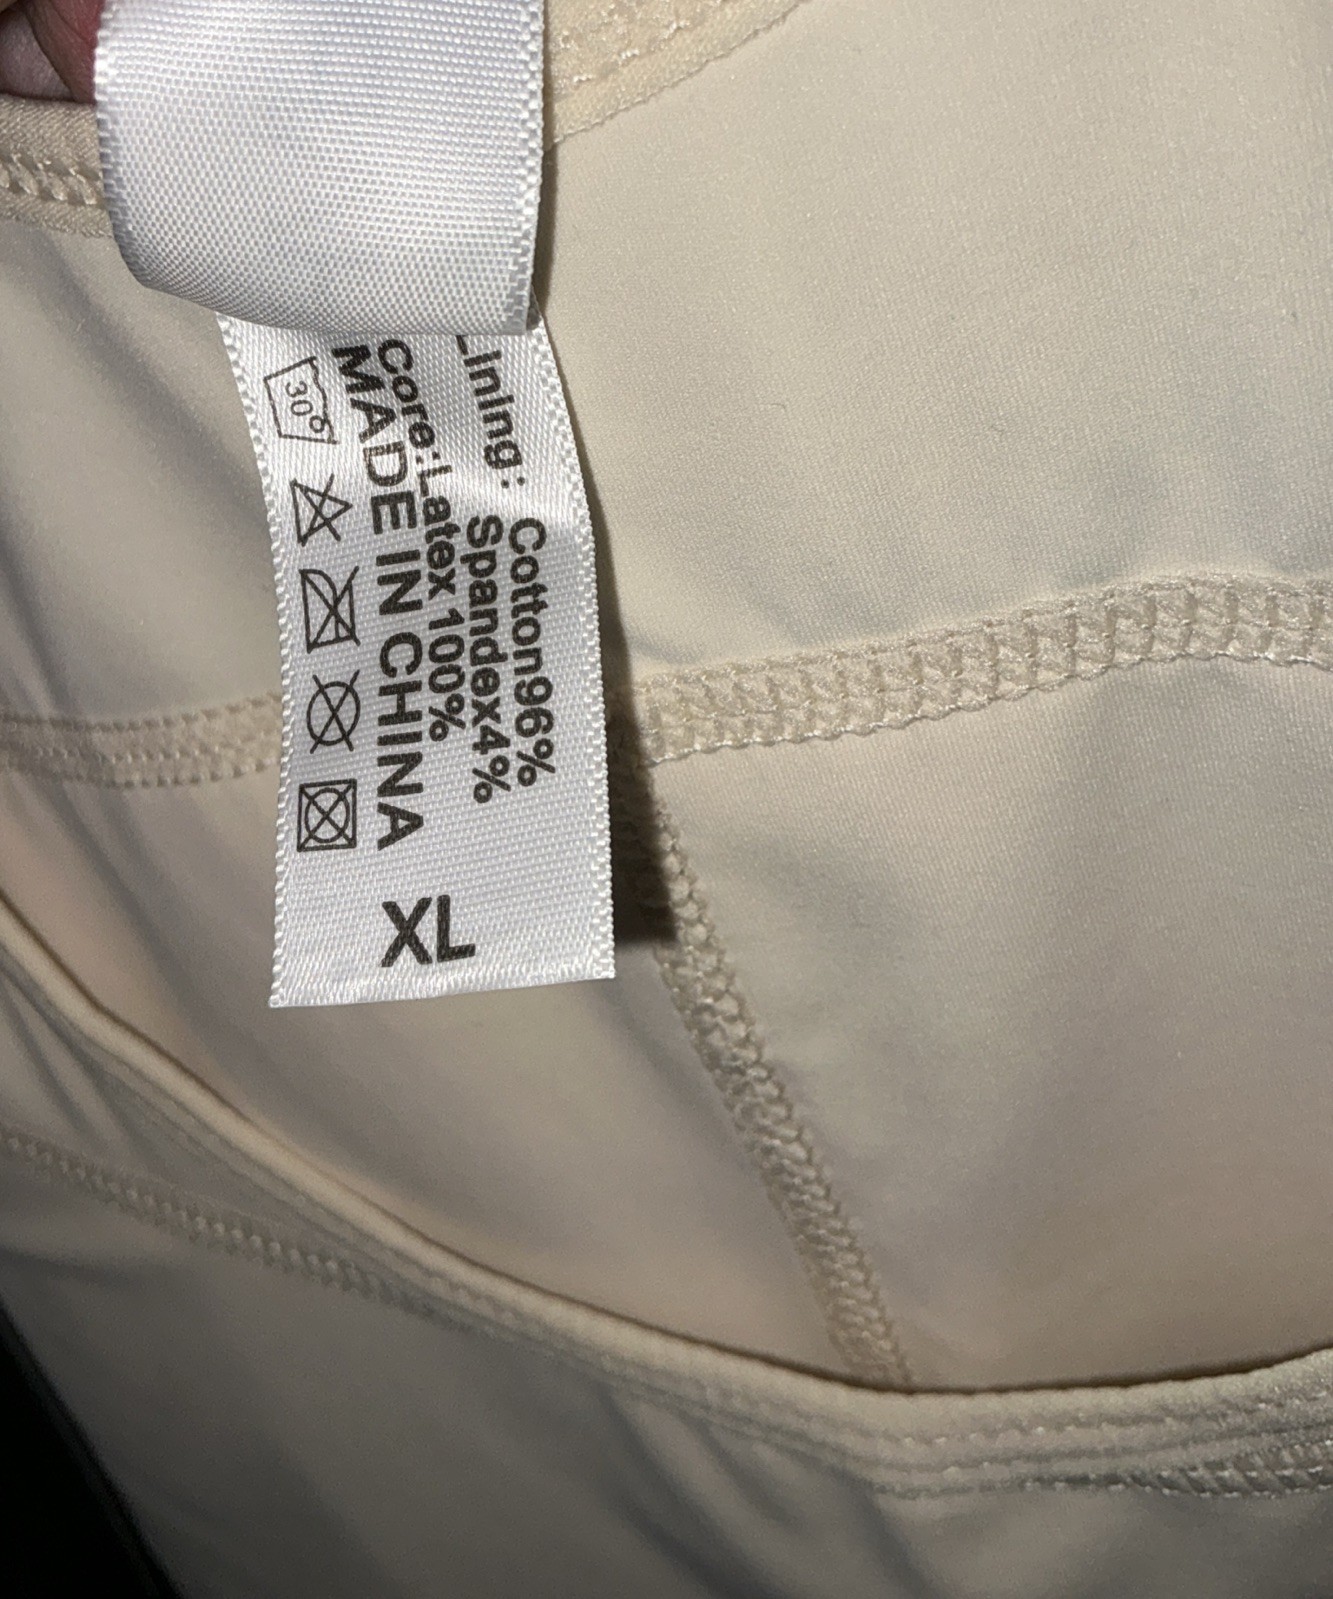 Lining: Cotton96%
Spandex4%
Core:Latex 100%
MADE IN CHINA
30°
XL